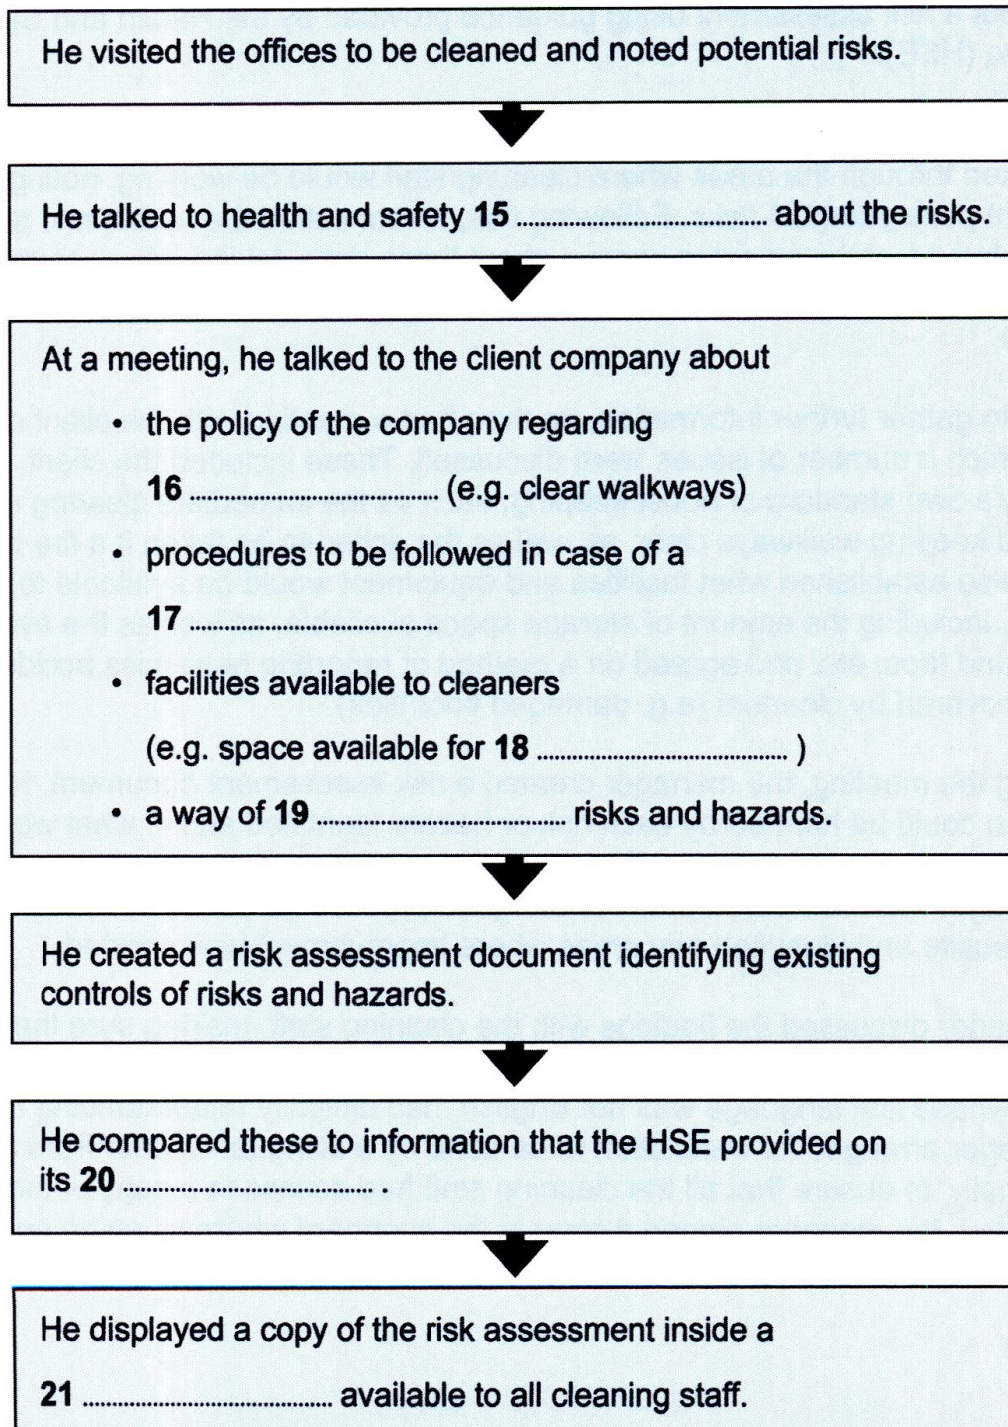 He visited the offices to be cleaned and noted potential risks.
He talked to health and safety 15 .................................... about the risks.
At a meeting, he talked to the client company about
• the policy of the company regarding
16 .................................... (e.g. clear walkways)
• procedures to be followed in case of a
17 ....................................
• facilities available to cleaners
(e.g. space available for 18 .................................... )
• a way of 19 .................................... risks and hazards.
He created a risk assessment document identifying existing
controls of risks and hazards.
He compared these to information that the HSE provided on
its 20 .................................... .
He displayed a copy of the risk assessment inside a
21 .................................... available to all cleaning staff.